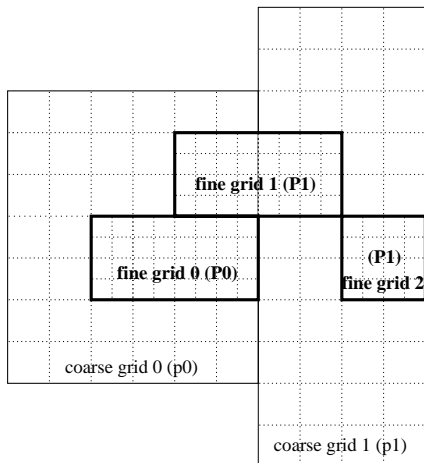 fine grid 1 (P1)
fine grid 0 (P0)
(P1)
fine grid 2
coarse grid 0 (p0)
coarse grid 1 (p1)